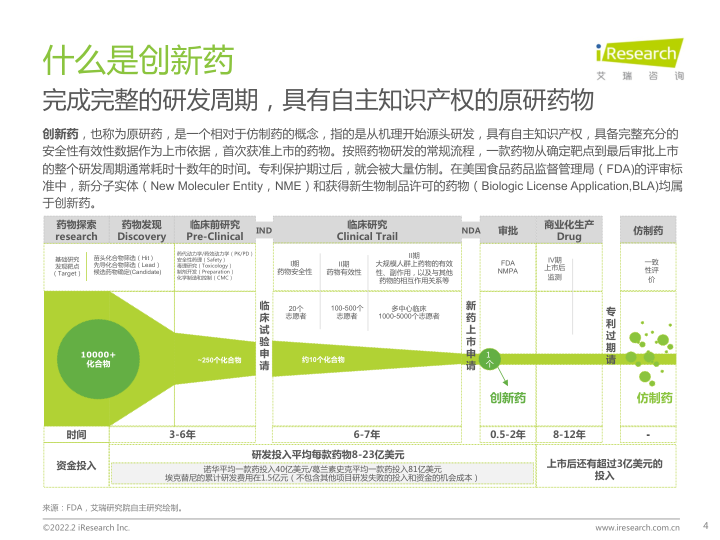 什么是创新药
iResearch
艾 瑞 咨 询
完成完整的研发周期，具有自主知识产权的原研药物
创新药，也称为原研药，是一个相对于仿制药的概念，指的是从机理开始源头研发，具有自主知识产权，具备完整充分的
安全性有效性数据作为上市依据，首次获准上市的药物。按照药物研发的常规流程，一款药物从确定靶点到最后审批上市
的整个研发周期通常耗时十数年的时间。专利保护期过后，就会被大量仿制。在美国食品药品监督管理局（FDA)的评审标
准中，新分子实体（New Moleculer Entity，NME）和获得新生物制品许可的药物（Biologic License Application,BLA)均属
于创新药。
药物探索
research
药物发现
Discovery
临床前研究
Pre-Clinical
IND
临床研究
Clinical Trail
NDA
审批
商业化生产
Drug
仿制药
基础研究
发现靶点
（Target）
苗头化合物筛选（Hit）
先导化合物筛选（Lead）
候选药物确定(Candidate)
药代动力学/药效动力学（PK/PD）
安全性药理（Safety）
毒理研究（Toxicology）
制剂开发（Preparation）
化学制造和控制（CMC）
I期
药物安全性
II期
药物有效性
III期
大规模人群上药物的有效
性、副作用，以及与其他
药物的相互作用关系等
FDA
NMPA
IV期
上市后
监测
一致
性评
价
临床试验申请
20个
志愿者
100-500个
志愿者
多中心临床
1000-5000个志愿者
新药上市申请
专利过期
请
10000+
化合物
~250个化合物
约10个化合物
1
个
创新药
仿制药
时间
3-6年
6-7年
0.5-2年
8-12年
-
资金投入
研发投入平均每款药物8-23亿美元
诺华平均一款药投入40亿美元/葛兰素史克平均一款药投入81亿美元
埃克替尼的累计研发费用在1.5亿元（不包含其他项目研发失败的投入和资金的机会成本）
上市后还有超过3亿美元的
投入
来源：FDA，艾瑞研究院自主研究绘制。
©2022.2 iResearch Inc.
www.iresearch.com.cn
4